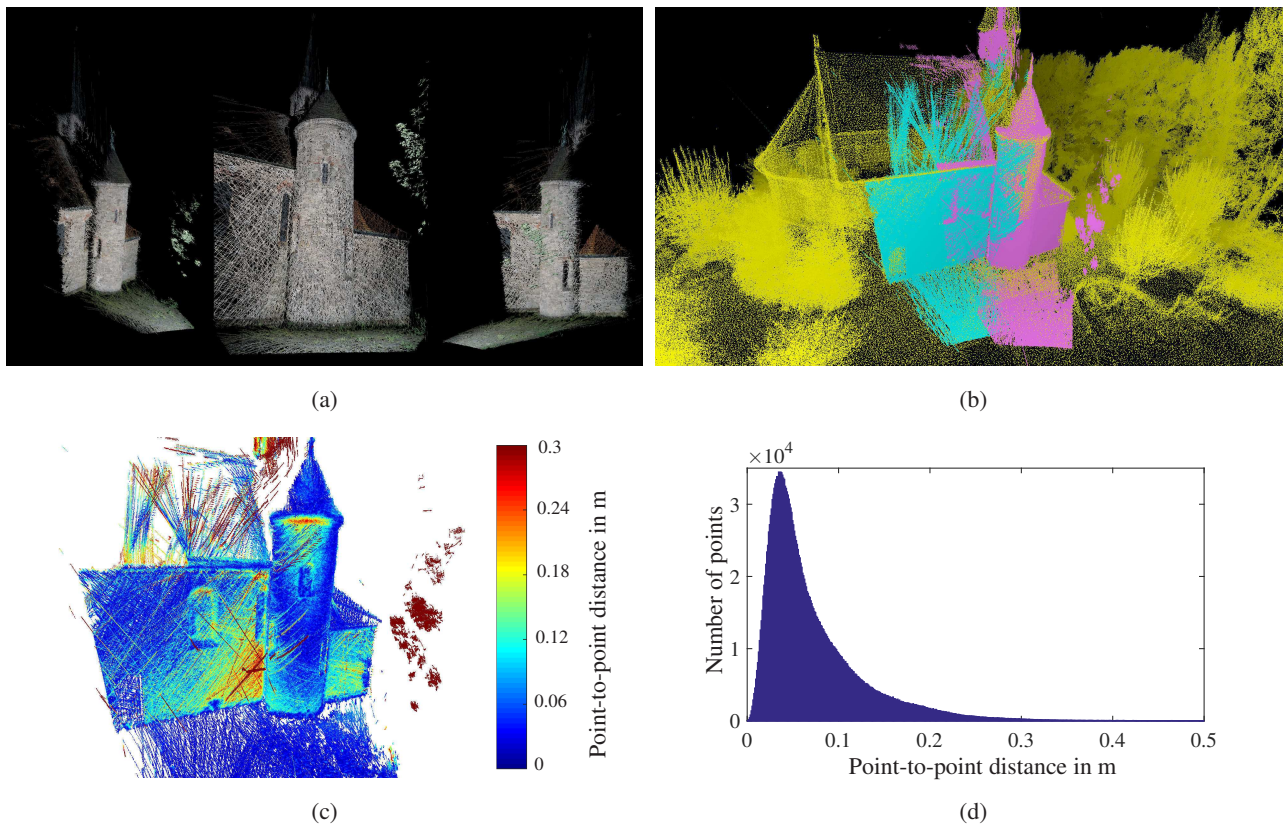 (a)
(b)
0.3
0.24
0.18
0.12
0.06
0
Point-to-point distance in m
(c)
×10⁴
3
2
1
0
Number of points
0
0.1
0.2
0.3
0.4
0.5
Point-to-point distance in m
(d)